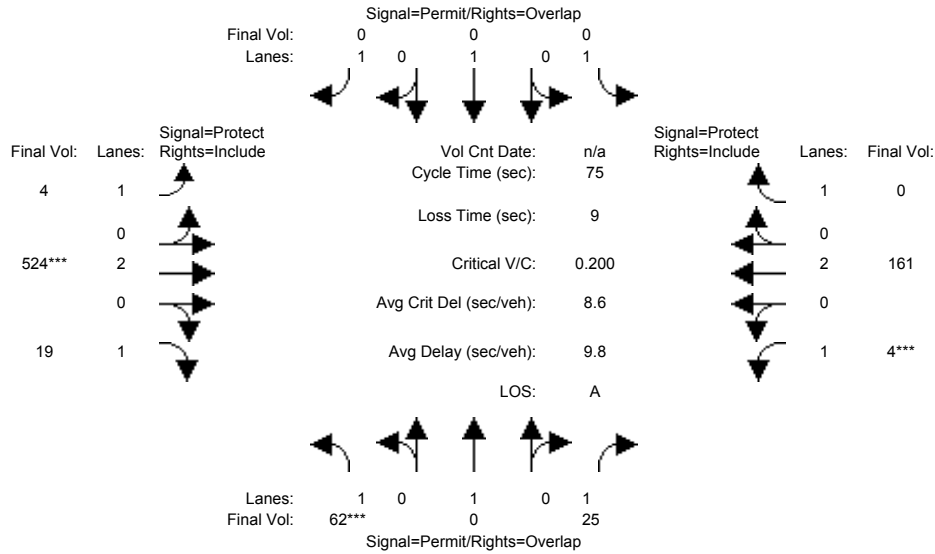 Signal=Permit/Rights=Overlap
Final Vol: 0 0 0
Lanes: 1 0 1 0 1
Signal=Protect Signal=Protect
Final Vol: Lanes: Rights=Include Vol Cnt Date: n/a Rights=Include Lanes: Final Vol:
Cycle Time (sec): 75
4 1 1 0
Loss Time (sec): 9
0 0
524*** 2 Critical V/C: 0.200 2 161
0 Avg Crit Del (sec/veh): 8.6 0
19 1 Avg Delay (sec/veh): 9.8 1 4***
LOS: A
Lanes: 1 0 1 0 1
Final Vol: 62*** 0 25
Signal=Permit/Rights=Overlap